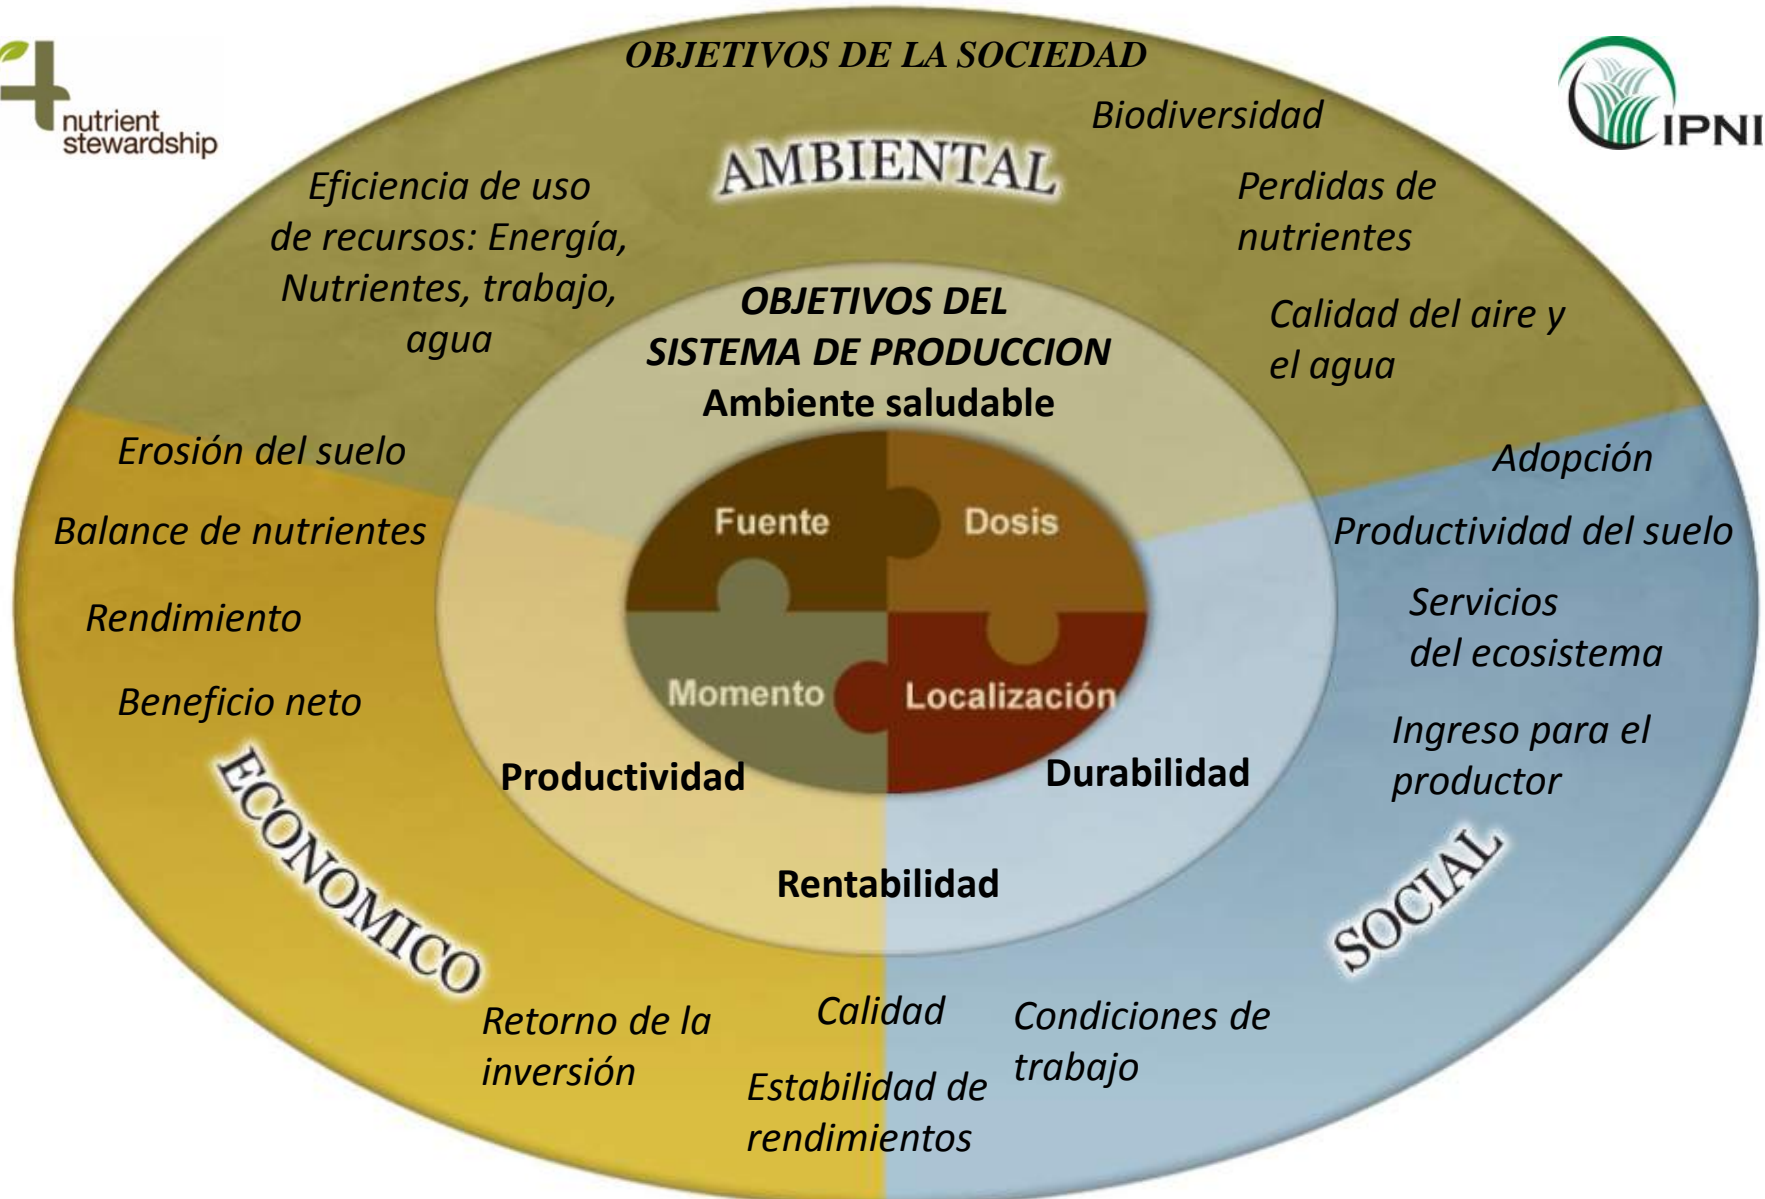 4
nutrient
stewardship
OBJETIVOS DE LA SOCIEDAD
IPNI
AMBIENTAL
Biodiversidad
Eficiencia de uso
de recursos: Energía,
Nutrientes, trabajo,
agua
Perdidas de
nutrientes
Calidad del aire y
el agua
OBJETIVOS DEL
SISTEMA DE PRODUCCION
Ambiente saludable
Erosión del suelo
Balance de nutrientes
Rendimiento
Beneficio neto
ECONOMICO
Fuente
Dosis
Momento
Localización
Productividad
Durabilidad
Rentabilidad
Adopción
Productividad del suelo
Servicios
del ecosistema
Ingreso para el
productor
SOCIAL
Retorno de la
inversión
Calidad
Estabilidad de
rendimientos
Condiciones de
trabajo